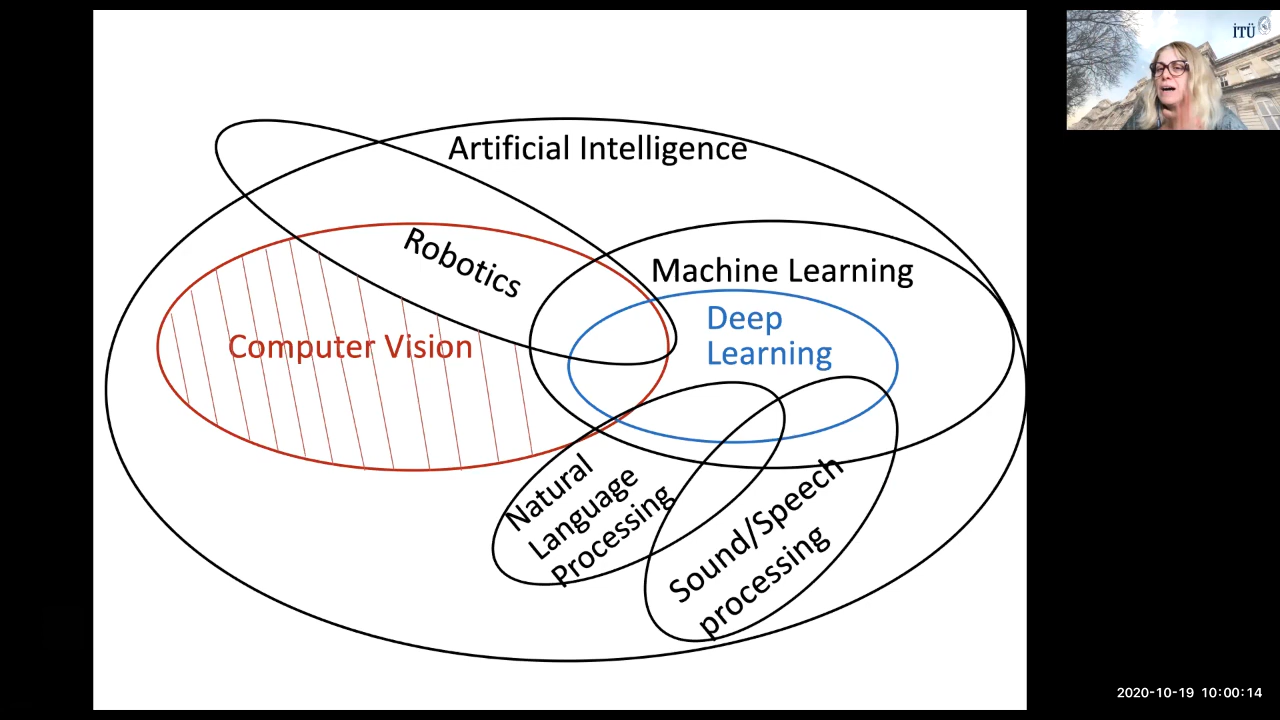 İTÜ
Artificial Intelligence
Robotics
Machine Learning
Deep
Learning
Computer Vision
Natural
Language
Processing
Sound/Speech
processing
2020-10-19 10:00:14